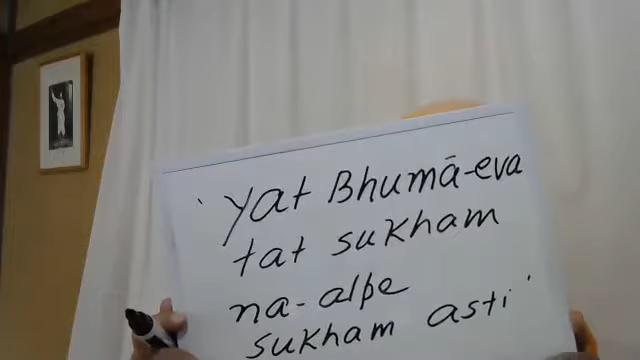 'Yat Bhumā-eva
tat sukham
na-alpe
sukham asti'